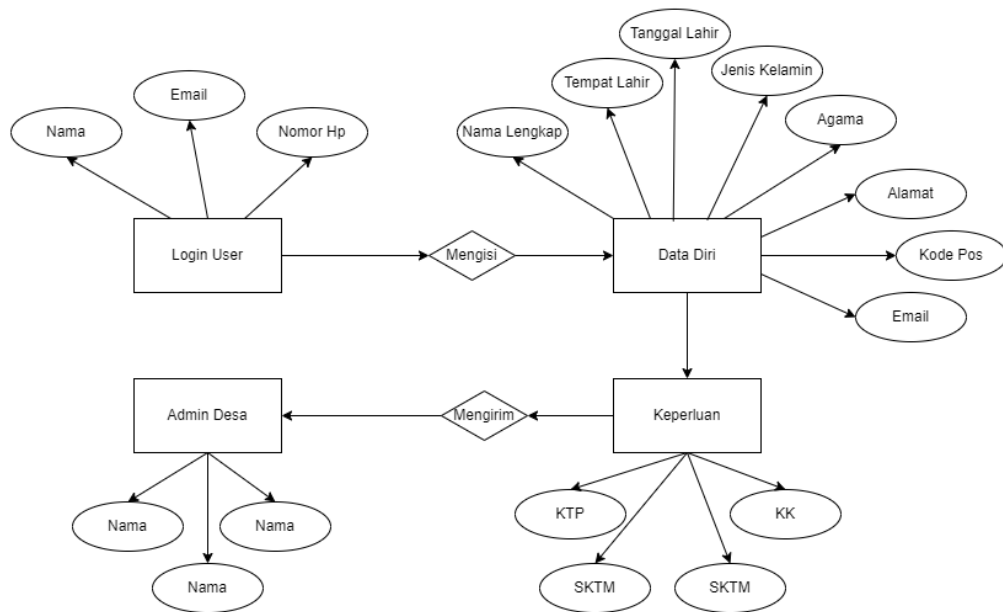 Tanggal Lahir
Jenis Kelamin
Tempat Lahir
Email
Nama
Nomor Hp
Nama Lengkap
Agama
Alamat
Login User
Mengisi
Data Diri
Kode Pos
Email
Admin Desa
Mengirim
Keperluan
Nama
Nama
KTP
KK
Nama
SKTM
SKTM